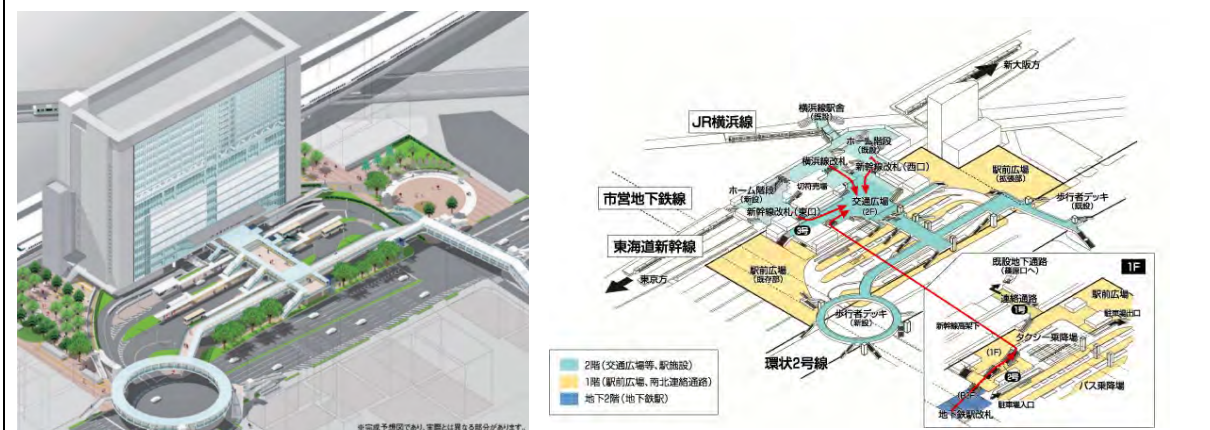 ※完成予想図であり、実際とは異なる部分があります。
新大阪方
横浜線駅舎
(既設)
JR横浜線
ホーム階段
(既設)
横浜線改札
新幹線改札(西口)
駅前広場
(拡張部)
切符売場
ホーム階段
(新設)
歩行者デッキ
(既設)
市営地下鉄線
交通広場
(2F)
新幹線改札(東口)
3号
東海道新幹線
東京方
駅前広場
(既存部)
既設地下通路
(篠原口へ)
1F
連絡通路
1号
駅前広場
駐車場出口
新幹線高架下
歩行者デッキ
(新設)
タクシー乗降場
(1F)
2号
環状2号線
バス乗降場
(B2F)
駐車場入口
地下鉄駅改札
2階(交通広場等、駅施設)
1階(駅前広場、南北連絡通路)
地下2階(地下鉄駅)